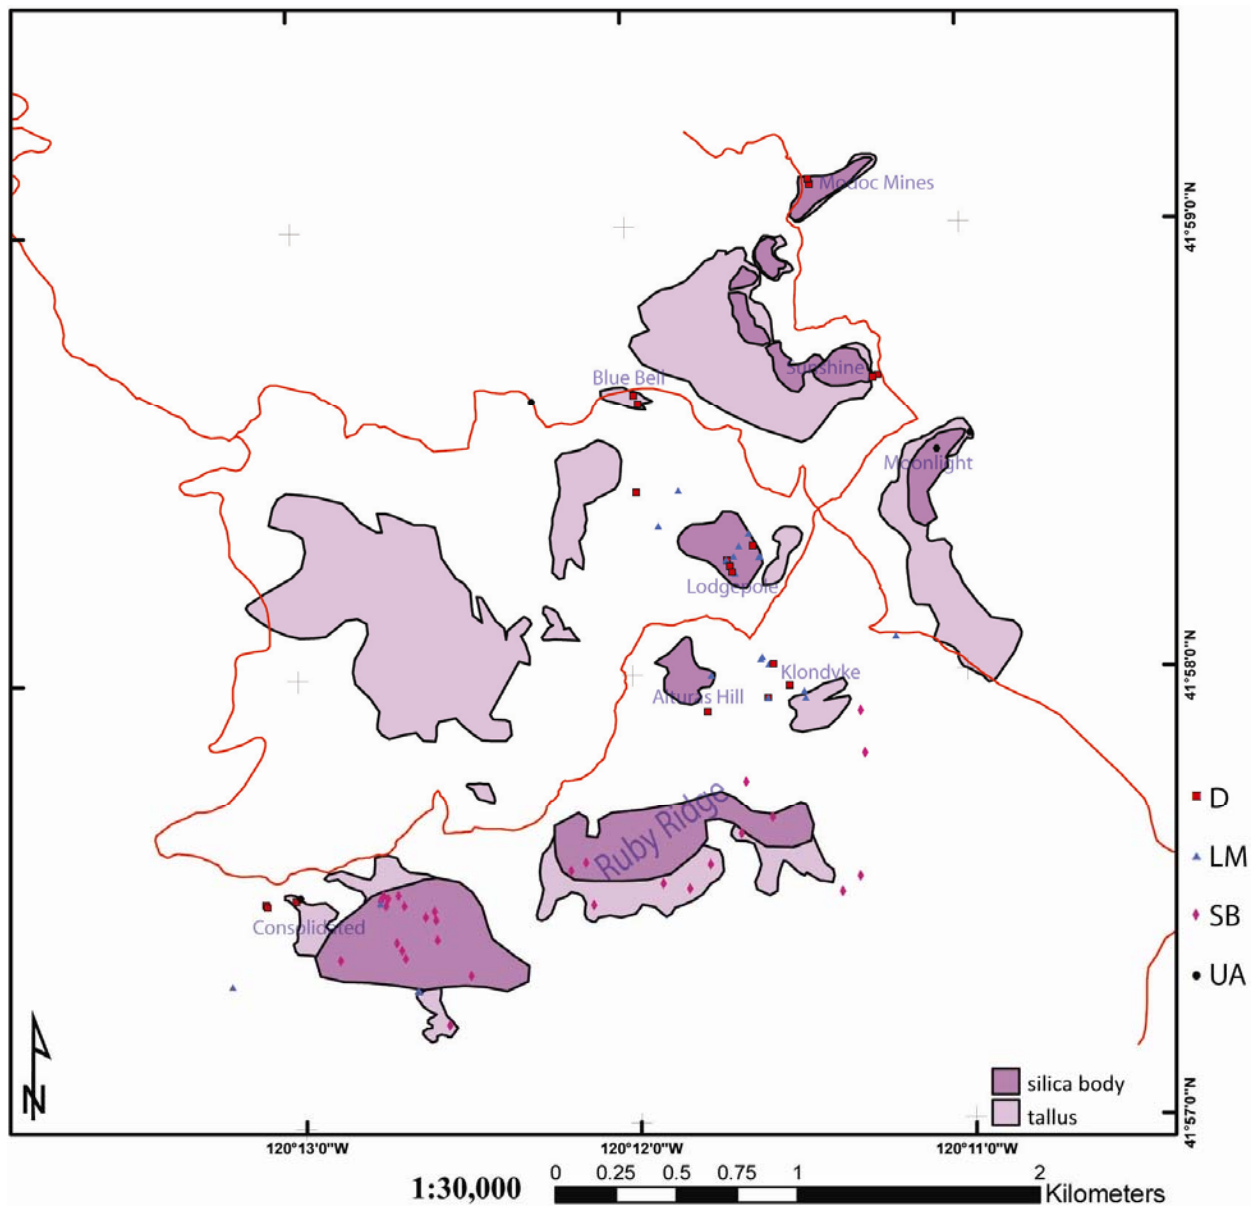 Modoc Mines
41°59'0"N
Sunshine
Blue Bell
Moonlight
Lodgepole
41°58'0"N
Klondyke
Alturas Hill
D
Ruby Ridge
LM
SB
Consolidated
UA
N
silica body
tallus
41°57'0"N
120°13'0"W 120°12'0"W 120°11'0"W
0 0.25 0.5 0.75 1 2
1:30,000 Kilometers